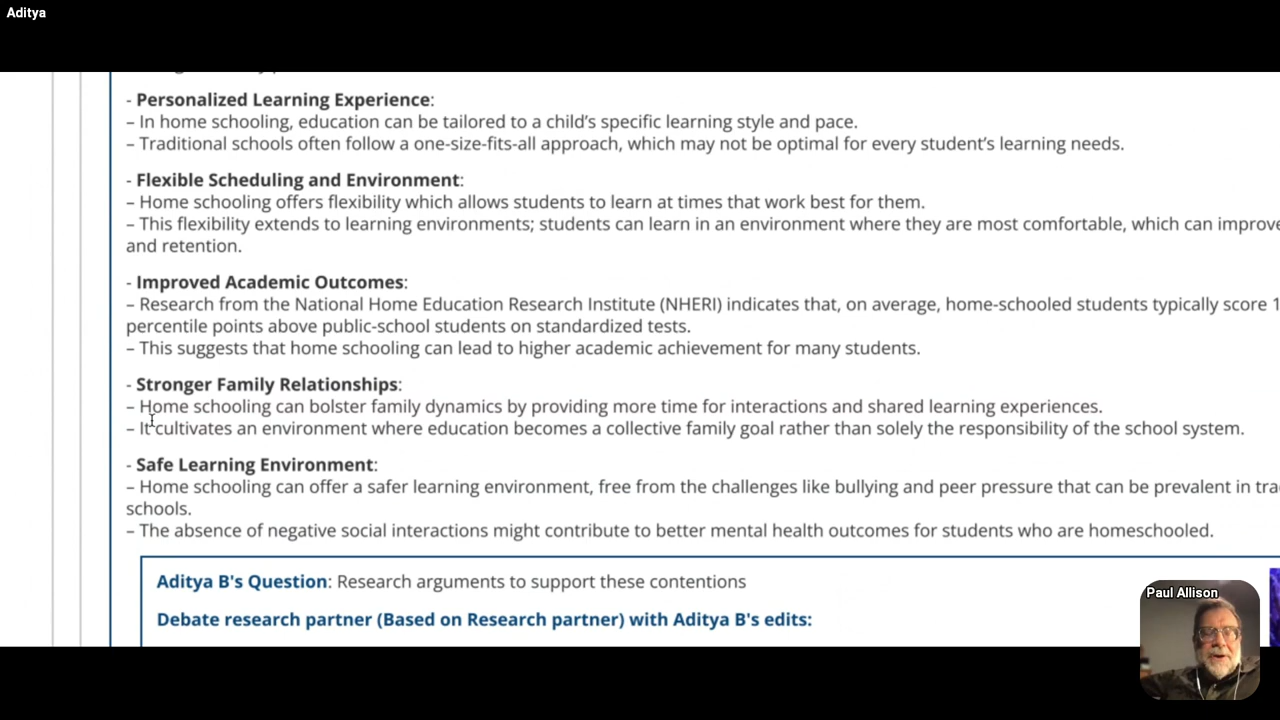 Aditya
- Personalized Learning Experience:
– In home schooling, education can be tailored to a child's specific learning style and pace.
– Traditional schools often follow a one-size-fits-all approach, which may not be optimal for every student's learning needs.
- Flexible Scheduling and Environment:
– Home schooling offers flexibility which allows students to learn at times that work best for them.
– This flexibility extends to learning environments; students can learn in an environment where they are most comfortable, which can improve
and retention.
- Improved Academic Outcomes:
– Research from the National Home Education Research Institute (NHERI) indicates that, on average, home-schooled students typically score 1
percentile points above public-school students on standardized tests.
– This suggests that home schooling can lead to higher academic achievement for many students.
- Stronger Family Relationships:
– Home schooling can bolster family dynamics by providing more time for interactions and shared learning experiences.
– It cultivates an environment where education becomes a collective family goal rather than solely the responsibility of the school system.
- Safe Learning Environment:
– Home schooling can offer a safer learning environment, free from the challenges like bullying and peer pressure that can be prevalent in tra
schools.
– The absence of negative social interactions might contribute to better mental health outcomes for students who are homeschooled.
Aditya B's Question: Research arguments to support these contentions
Debate research partner (Based on Research partner) with Aditya B's edits:
Paul Allison